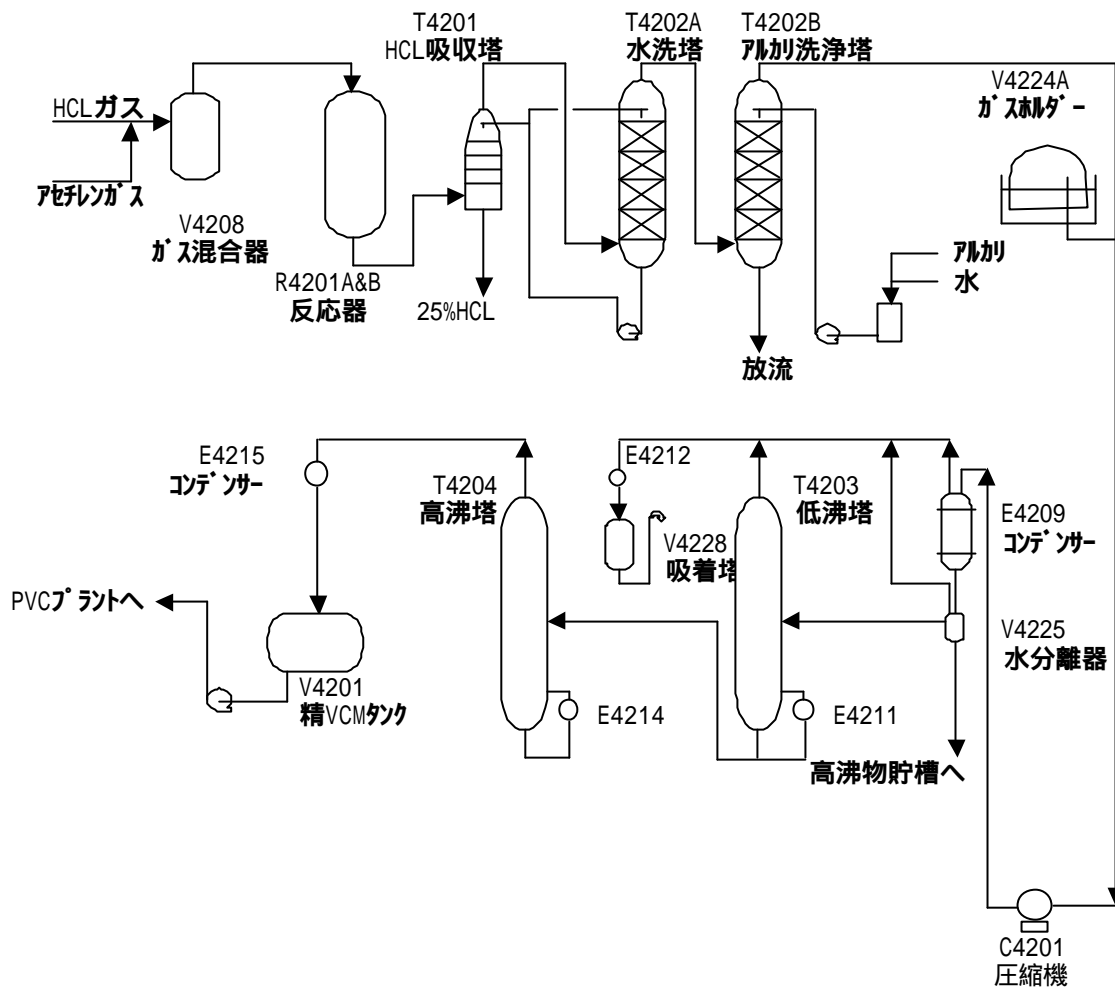 T4201
HCL吸収塔
T4202A
水洗塔
T4202B
アルカリ洗浄塔
V4224A
ガスホルダー
HCLガス
アセチレンガス
V4208
ガス混合器
R4201A&B
反応器
25%HCL
アルカリ
水
放流
E4215
コンデンサー
T4204
高沸塔
E4212
V4228
吸着塔
T4203
低沸塔
E4209
コンデンサー
PVCプラントへ
V4201
精VCMタンク
E4214
E4211
V4225
水分離器
高沸物貯槽へ
C4201
圧縮機